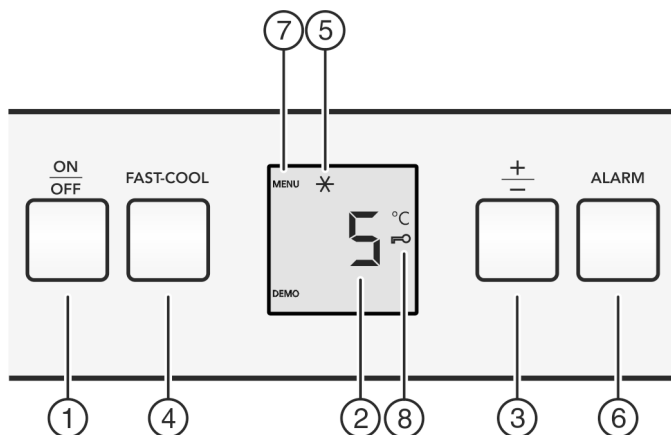 7 5
ON
OFF
FAST-COOL
MENU
5 °C
DEMO
+
−
ALARM
1 4 2 8 3 6